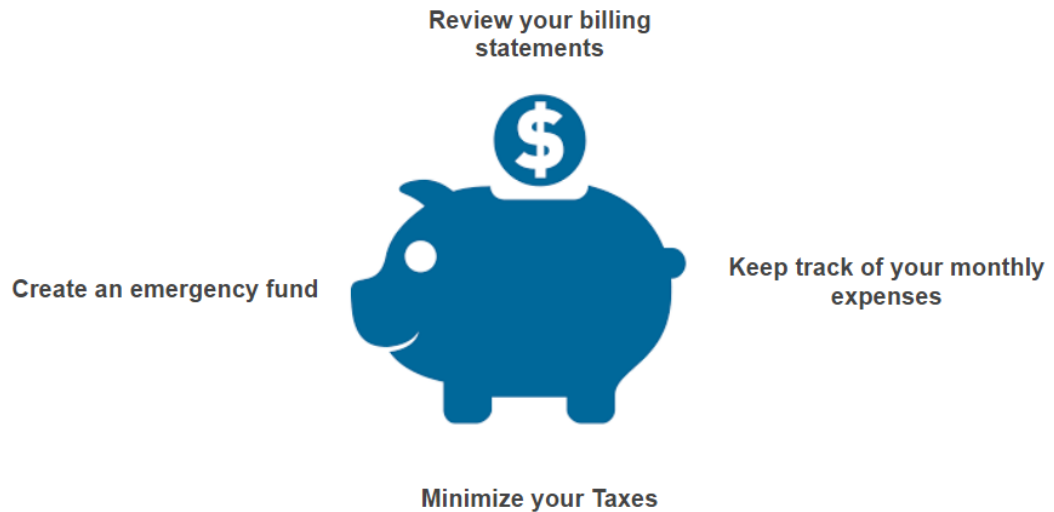 Review your billing
statements
$
Create an emergency fund
Keep track of your monthly
expenses
Minimize your Taxes